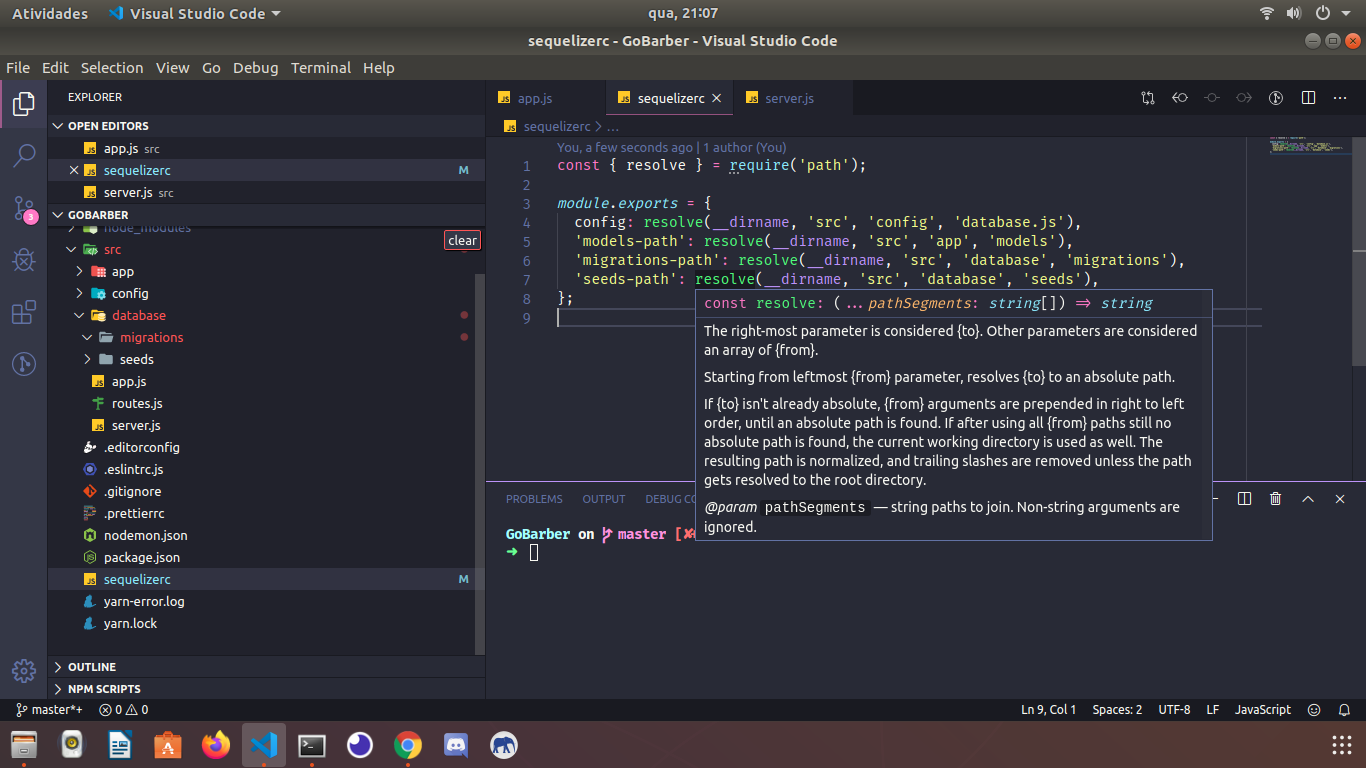 Atividades
Visual Studio Code
qua, 21:07
sequelizerc - GoBarber - Visual Studio Code
File Edit Selection View Go Debug Terminal Help
EXPLORER
OPEN EDITORS
app.js src
sequelizerc M
server.js src
GOBARBER
node_modules
clear
src
app
config
database
migrations
seeds
app.js
routes.js
server.js
.editorconfig
.eslintrc.js
.gitignore
.prettierrc
nodemon.json
package.json
sequelizerc M
yarn-error.log
yarn.lock
OUTLINE
NPM SCRIPTS
3
app.js
sequelizerc
server.js
sequelizerc > ...
You, a few seconds ago | 1 author (You)
1 const { resolve } = require('path');
2
3 module.exports = {
4 config: resolve(__dirname, 'src', 'config', 'database.js'),
5 'models-path': resolve(__dirname, 'src', 'app', 'models'),
6 'migrations-path': resolve(__dirname, 'src', 'database', 'migrations'),
7 'seeds-path': resolve(__dirname, 'src', 'database', 'seeds'),
8 };
9
const resolve: (...pathSegments: string[]) => string
The right-most parameter is considered {to}. Other parameters are considered
an array of {from}.
Starting from leftmost {from} parameter, resolves {to} to an absolute path.
If {to} isn't already absolute, {from} arguments are prepended in right to left
order, until an absolute path is found. If after using all {from} paths still no
absolute path is found, the current working directory is used as well. The
resulting path is normalized, and trailing slashes are removed unless the path
gets resolved to the root directory.
@param pathSegments — string paths to join. Non-string arguments are
ignored.
PROBLEMS OUTPUT DEBUG CO
GoBarber on master [✘
➜
master*+ 0 0
Ln 9, Col 1 Spaces: 2 UTF-8 LF JavaScript